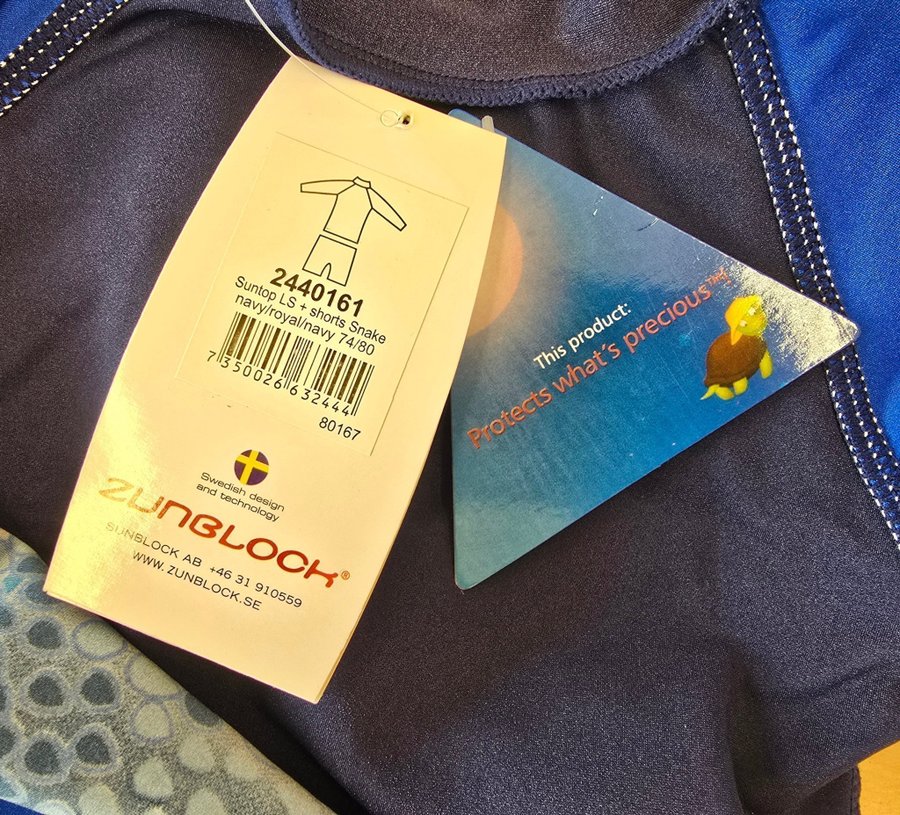 2440161
Suntop LS + shorts Snake
navy/royal/navy 74/80
7 350026 632444
80167
Swedish design
and technology
ZUNBLOCK®
SUNBLOCK AB +46 31 910559
WWW.ZUNBLOCK.SE
This product:
Protects what's precious™!